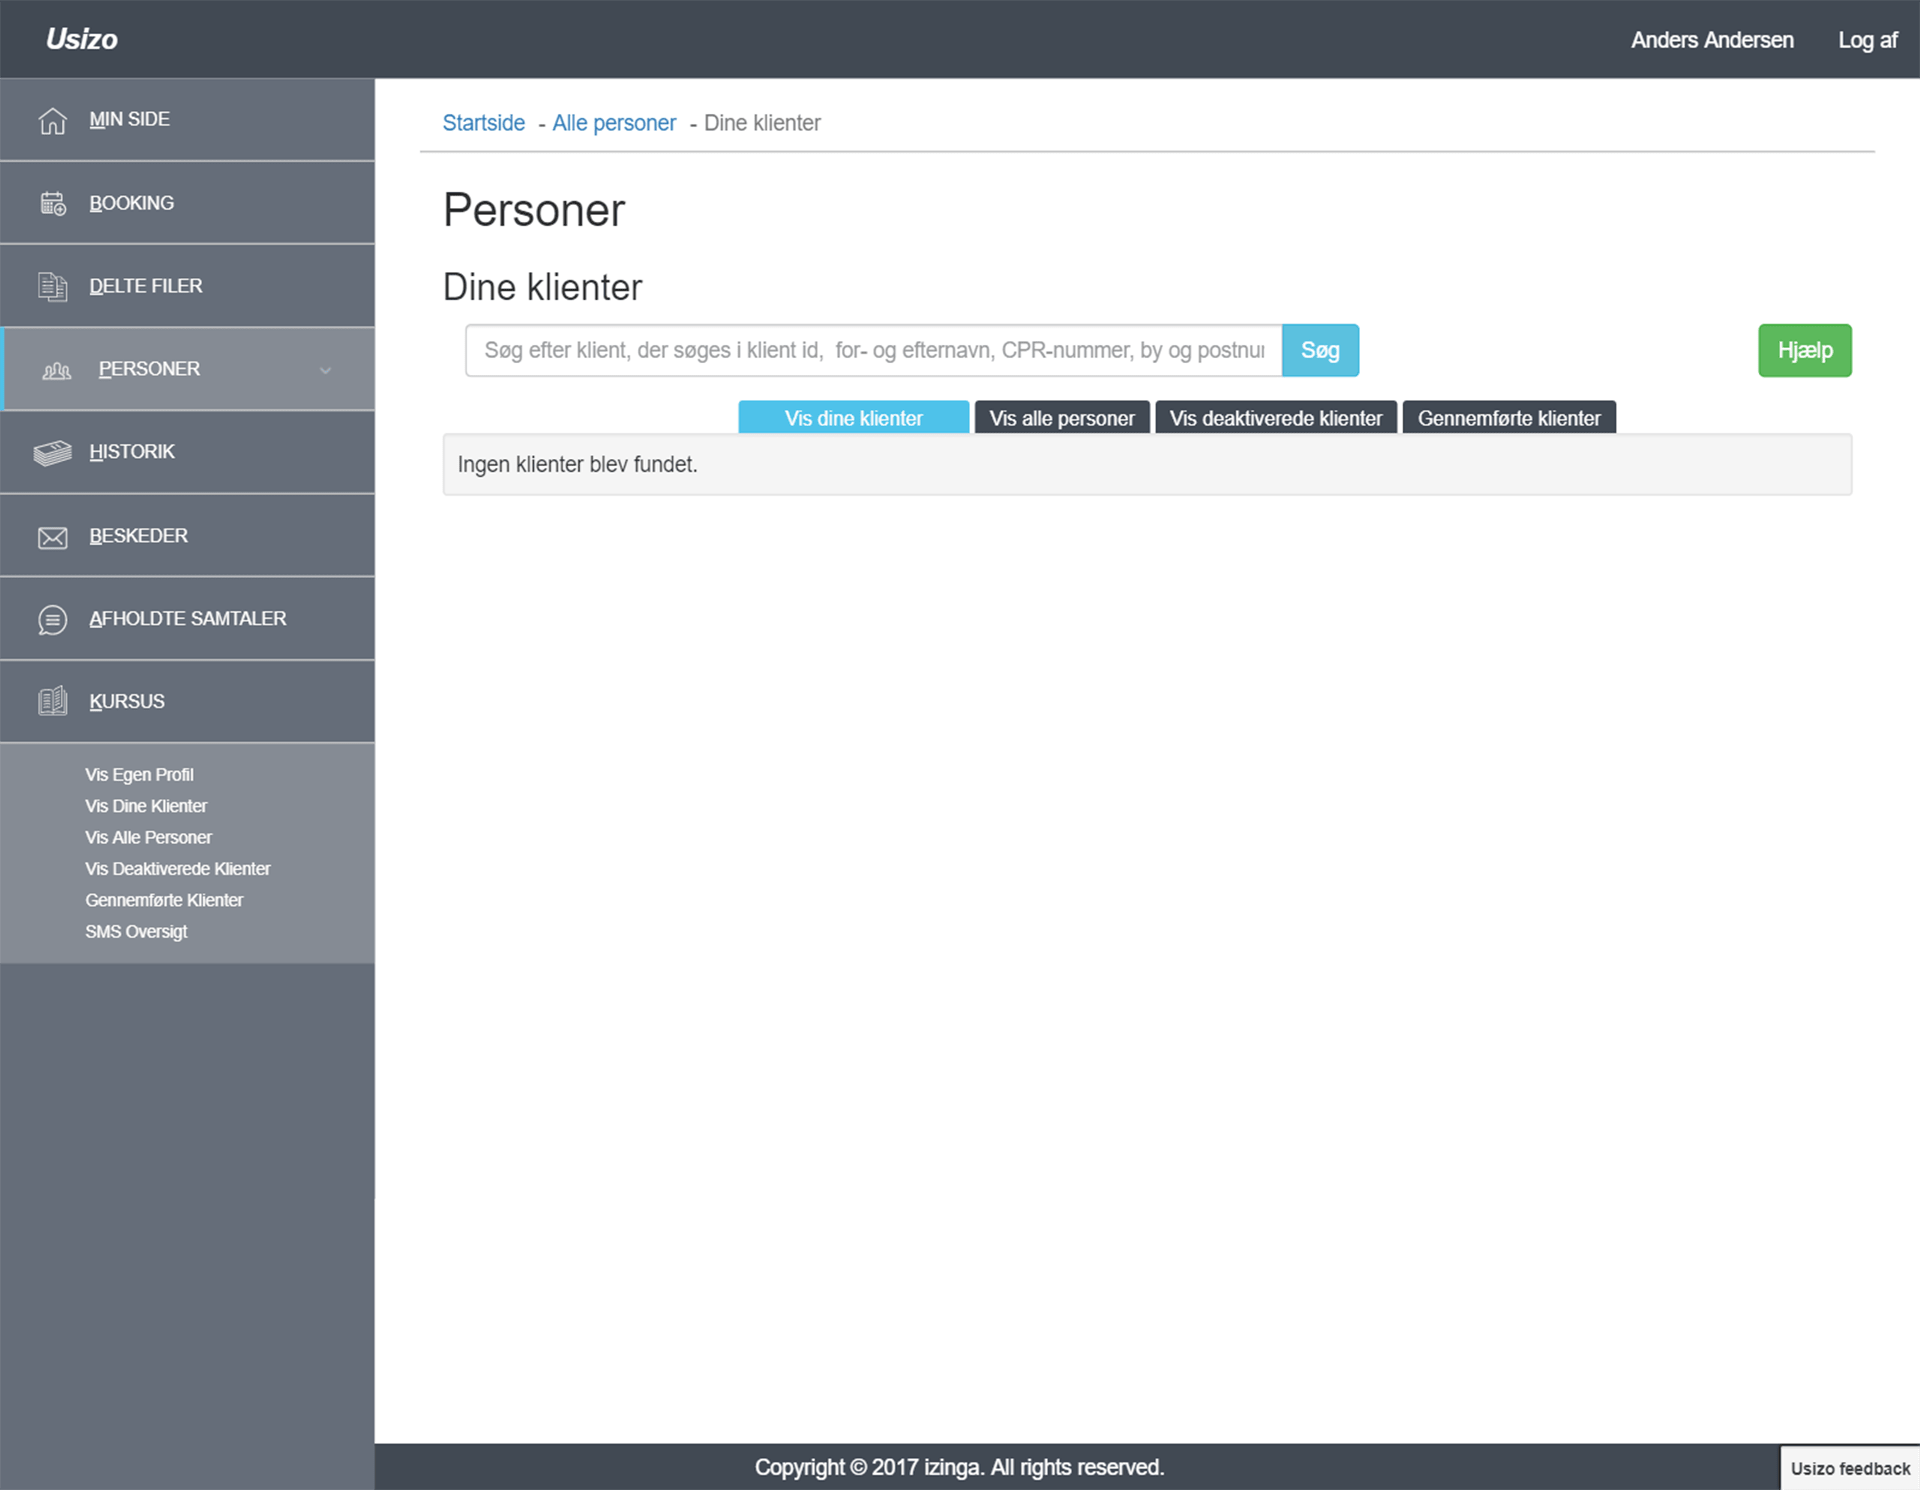 Usizo
Anders Andersen
Log af
MIN SIDE
BOOKING
DELTE FILER
PERSONER
HISTORIK
BESKEDER
AFHOLDTE SAMTALER
KURSUS
Vis Egen Profil
Vis Dine Klienter
Vis Alle Personer
Vis Deaktiverede Klienter
Gennemførte Klienter
SMS Oversigt
Startside - Alle personer - Dine klienter
Personer
Dine klienter
Søg efter klient, der søges i klient id, for- og efternavn, CPR-nummer, by og postnur
Søg
Hjælp
Vis dine klienter
Vis alle personer
Vis deaktiverede klienter
Gennemførte klienter
Ingen klienter blev fundet.
Copyright © 2017 izinga. All rights reserved.
Usizo feedback